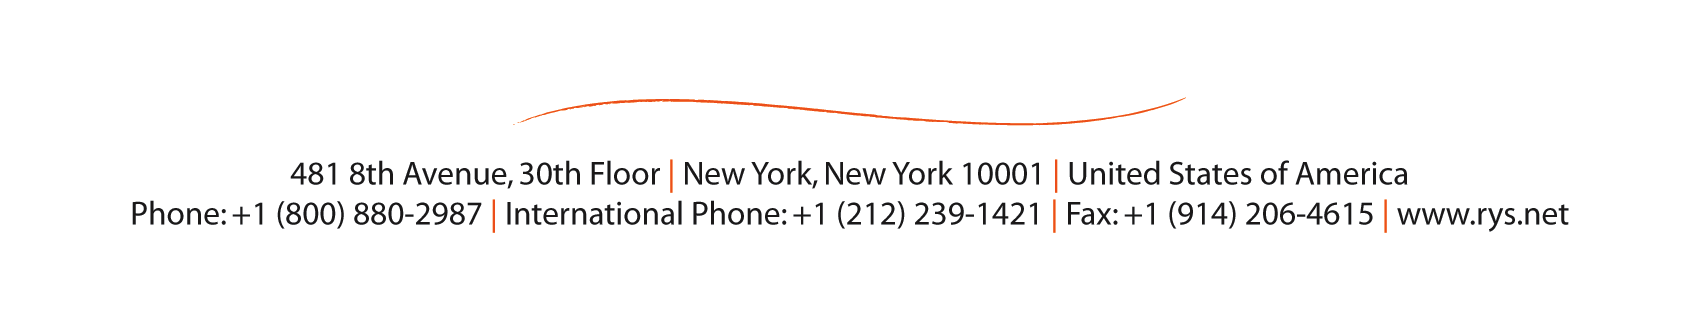 481 8th Avenue, 30th Floor | New York, New York 10001 | United States of America
Phone: +1 (800) 880-2987 | International Phone: +1 (212) 239-1421 | Fax: +1 (914) 206-4615 | www.rys.net